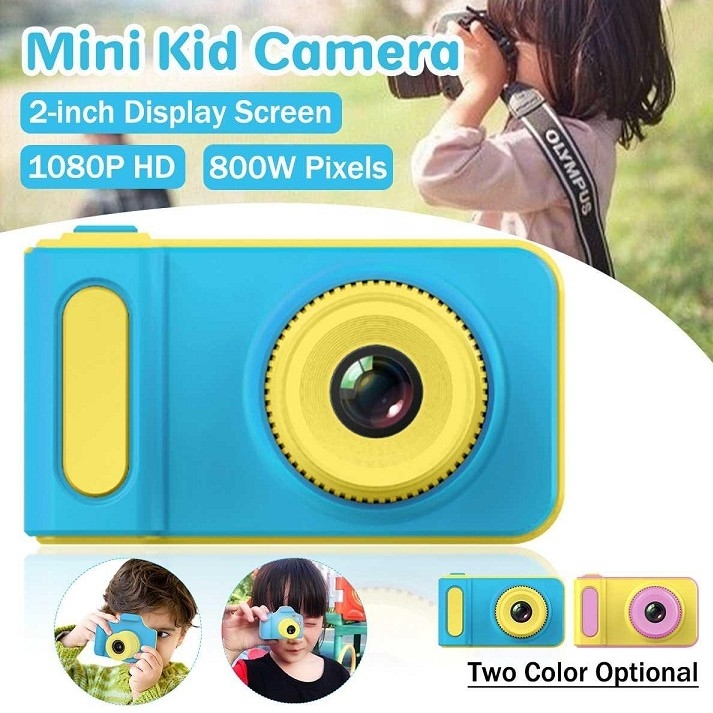 Mini Kid Camera
2-inch Display Screen
1080P HD
800W Pixels
OLYMPUS
Two Color Optional